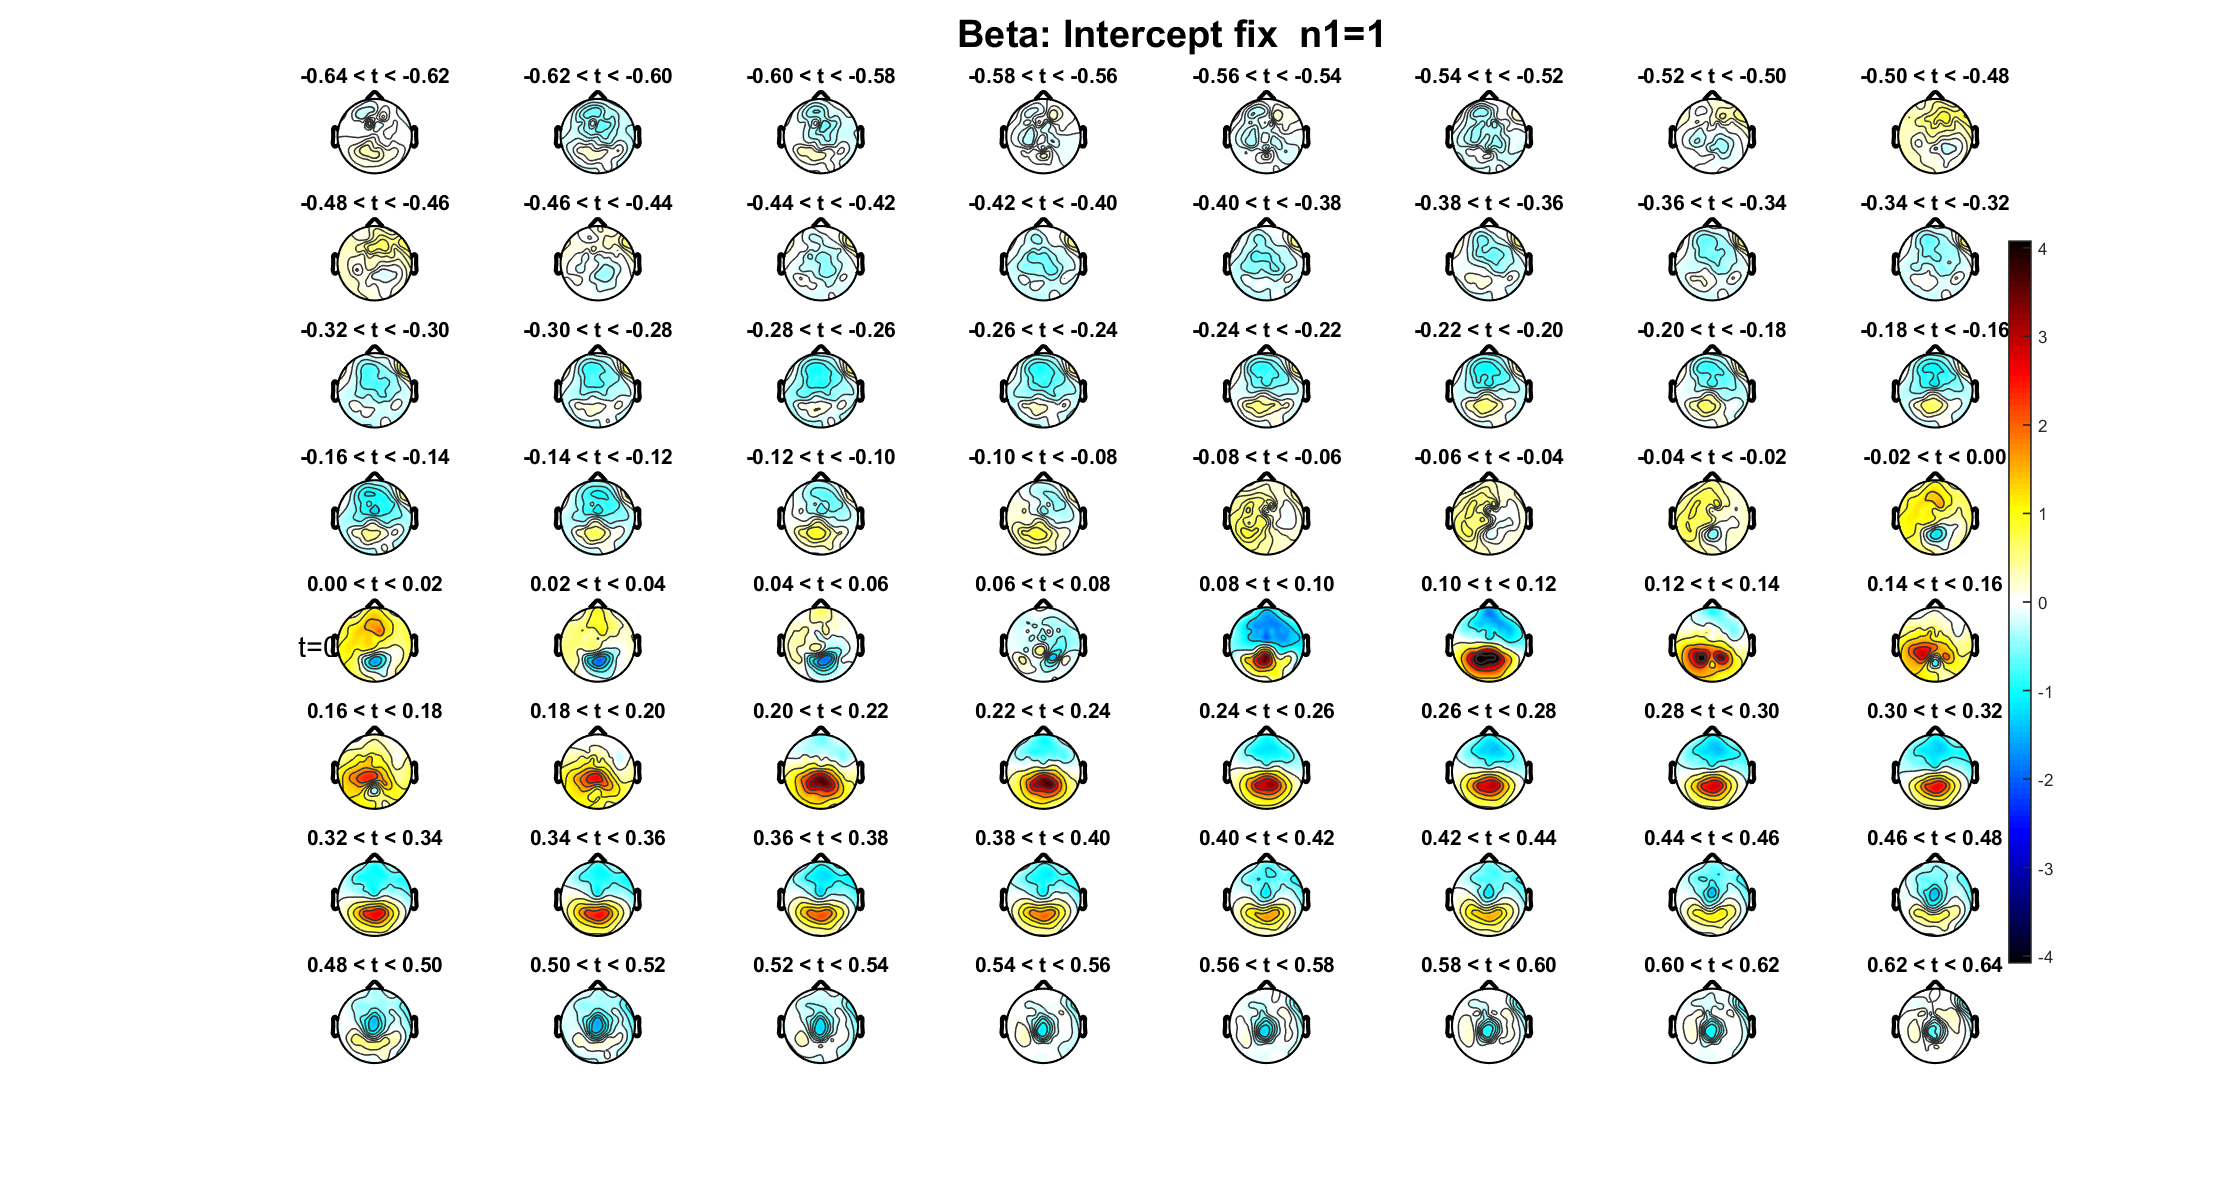 Beta: Intercept fix  n1=1
-0.64 < t < -0.62
-0.62 < t < -0.60
-0.60 < t < -0.58
-0.58 < t < -0.56
-0.56 < t < -0.54
-0.54 < t < -0.52
-0.52 < t < -0.50
-0.50 < t < -0.48
-0.48 < t < -0.46
-0.46 < t < -0.44
-0.44 < t < -0.42
-0.42 < t < -0.40
-0.40 < t < -0.38
-0.38 < t < -0.36
-0.36 < t < -0.34
-0.34 < t < -0.32
-0.32 < t < -0.30
-0.30 < t < -0.28
-0.28 < t < -0.26
-0.26 < t < -0.24
-0.24 < t < -0.22
-0.22 < t < -0.20
-0.20 < t < -0.18
-0.18 < t < -0.16
-0.16 < t < -0.14
-0.14 < t < -0.12
-0.12 < t < -0.10
-0.10 < t < -0.08
-0.08 < t < -0.06
-0.06 < t < -0.04
-0.04 < t < -0.02
-0.02 < t < 0.00
0.00 < t < 0.02
0.02 < t < 0.04
0.04 < t < 0.06
0.06 < t < 0.08
0.08 < t < 0.10
0.10 < t < 0.12
0.12 < t < 0.14
0.14 < t < 0.16
t=0
0.16 < t < 0.18
0.18 < t < 0.20
0.20 < t < 0.22
0.22 < t < 0.24
0.24 < t < 0.26
0.26 < t < 0.28
0.28 < t < 0.30
0.30 < t < 0.32
0.32 < t < 0.34
0.34 < t < 0.36
0.36 < t < 0.38
0.38 < t < 0.40
0.40 < t < 0.42
0.42 < t < 0.44
0.44 < t < 0.46
0.46 < t < 0.48
0.48 < t < 0.50
0.50 < t < 0.52
0.52 < t < 0.54
0.54 < t < 0.56
0.56 < t < 0.58
0.58 < t < 0.60
0.60 < t < 0.62
0.62 < t < 0.64
4
3
2
1
0
-1
-2
-3
-4